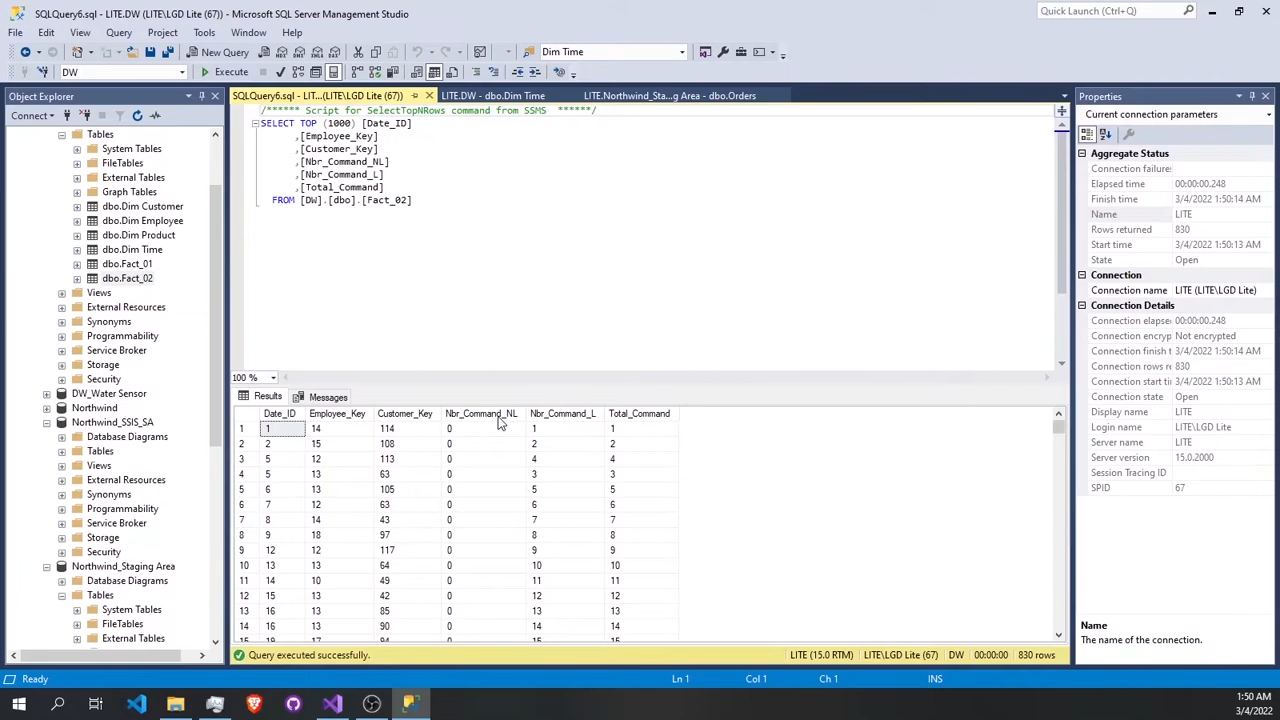 SQLQuery6.sql - LITE.DW (LITE\LGD Lite (67)) - Microsoft SQL Server Management Studio
Quick Launch (Ctrl+Q)
File Edit View Query Project Tools Window Help
New Query
Dim Time
DW
Execute
Object Explorer
SQLQuery6.sql - LIT...(LITE\LGD Lite (67))
LITE.DW - dbo.Dim Time
LITE.Northwind_Sta...g Area - dbo.Orders
Properties
Connect
Tables
System Tables
FileTables
External Tables
Graph Tables
dbo.Dim Customer
dbo.Dim Employee
dbo.Dim Product
dbo.Dim Time
dbo.Fact_01
dbo.Fact_02
Views
External Resources
Synonyms
Programmability
Service Broker
Storage
Security
DW_Water Sensor
Northwind
Northwind_SSIS_SA
Database Diagrams
Tables
Views
External Resources
Synonyms
Programmability
Service Broker
Storage
Security
Northwind_Staging Area
Database Diagrams
Tables
System Tables
FileTables
External Tables
/****** Script for SelectTopNRows command from SSMS ******/
SELECT TOP (1000) [Date_ID]
,[Employee_Key]
,[Customer_Key]
,[Nbr_Command_NL]
,[Nbr_Command_L]
,[Total_Command]
FROM [DW].[dbo].[Fact_02]
100 %
Results Messages
Date_ID Employee_Key Customer_Key Nbr_Command_NL Nbr_Command_L Total_Command
1 1 14 114 0 1 1
2 2 15 108 0 2 2
3 5 12 113 0 4 4
4 5 13 63 0 3 3
5 6 13 105 0 5 5
6 7 12 63 0 6 6
7 8 14 43 0 7 7
8 9 18 97 0 8 8
9 12 12 117 0 9 9
10 13 13 64 0 10 10
11 14 10 49 0 11 11
12 15 13 42 0 12 12
13 16 13 85 0 13 13
14 16 13 90 0 14 14
15 19 17 94 0 15 15
Query executed successfully.
LITE (15.0 RTM) LITE\LGD Lite (67) DW 00:00:00 830 rows
Current connection parameters
Aggregate Status
Connection failures
Elapsed time 00:00:00.248
Finish time 3/4/2022 1:50:14 AM
Name LITE
Rows returned 830
Start time 3/4/2022 1:50:13 AM
State Open
Connection
Connection name LITE (LITE\LGD Lite)
Connection Details
Connection elapse 00:00:00.248
Connection encryp Not encrypted
Connection finish t 3/4/2022 1:50:14 AM
Connection rows re 830
Connection start ti 3/4/2022 1:50:13 AM
Connection state Open
Display name LITE
Login name LITE\LGD Lite
Server name LITE
Server version 15.0.2000
Session Tracing ID
SPID 67
Name
The name of the connection.
Ready
Ln 1 Col 1 Ch 1 INS
1:50 AM
3/4/2022